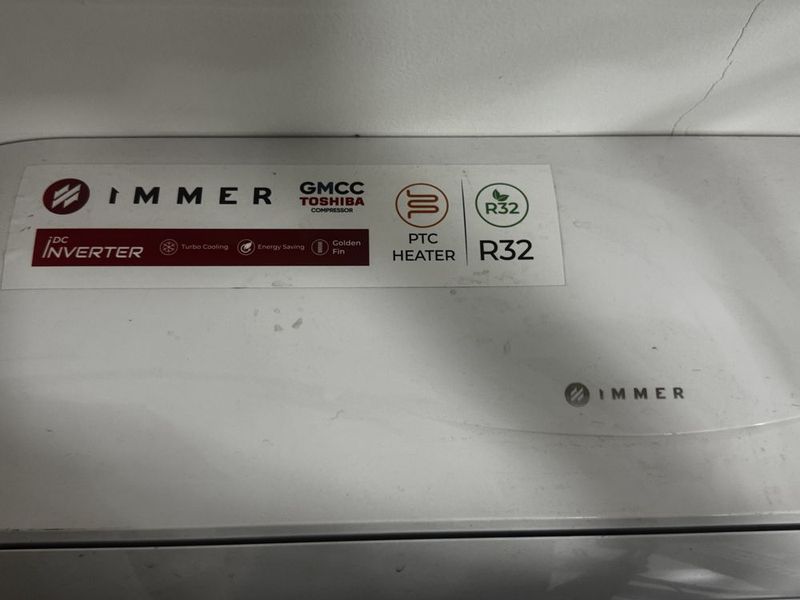 IMMER
GMCC
TOSHIBA
COMPRESSOR
DC
iNVERTER
Turbo Cooling
Energy Saving
Golden
Fin
PTC
HEATER
R32
R32
IMMER